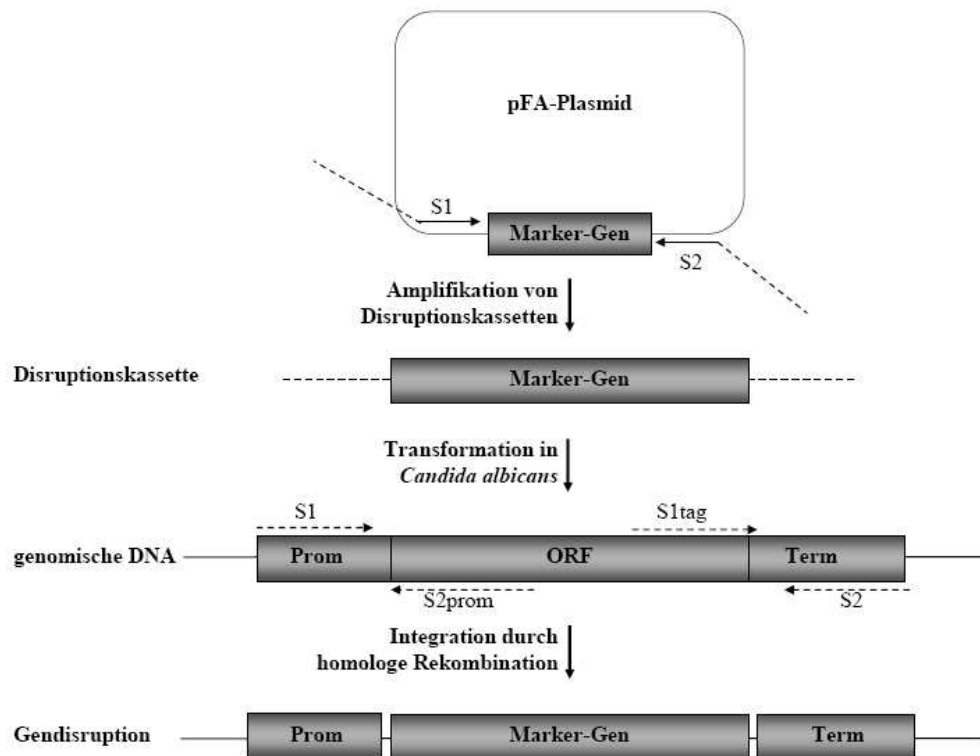 pFA-Plasmid
S1
Marker-Gen
S2
Amplifikation von
Disruptionskassetten
Disruptionskassette
Marker-Gen
Transformation in
Candida albicans
S1
S1tag
genomische DNA
Prom
ORF
Term
S2prom
S2
Integration durch
homologe Rekombination
Gendisruption
Prom
Marker-Gen
Term